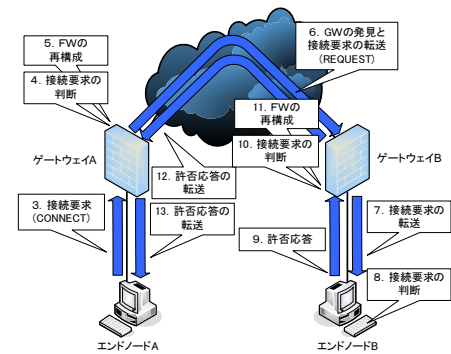 5. FWの
再構成
4. 接続要求の
判断
6. GWの発見と
接続要求の転送
(REQUEST)
11. FWの
再構成
10. 接続要求の
判断
ゲートウェイA
ゲートウェイB
12. 許否応答の
転送
3. 接続要求
(CONNECT)
13. 許否応答の
転送
7. 接続要求の
転送
9. 許否応答
8. 接続要求の
判断
エンドノードA
エンドノードB